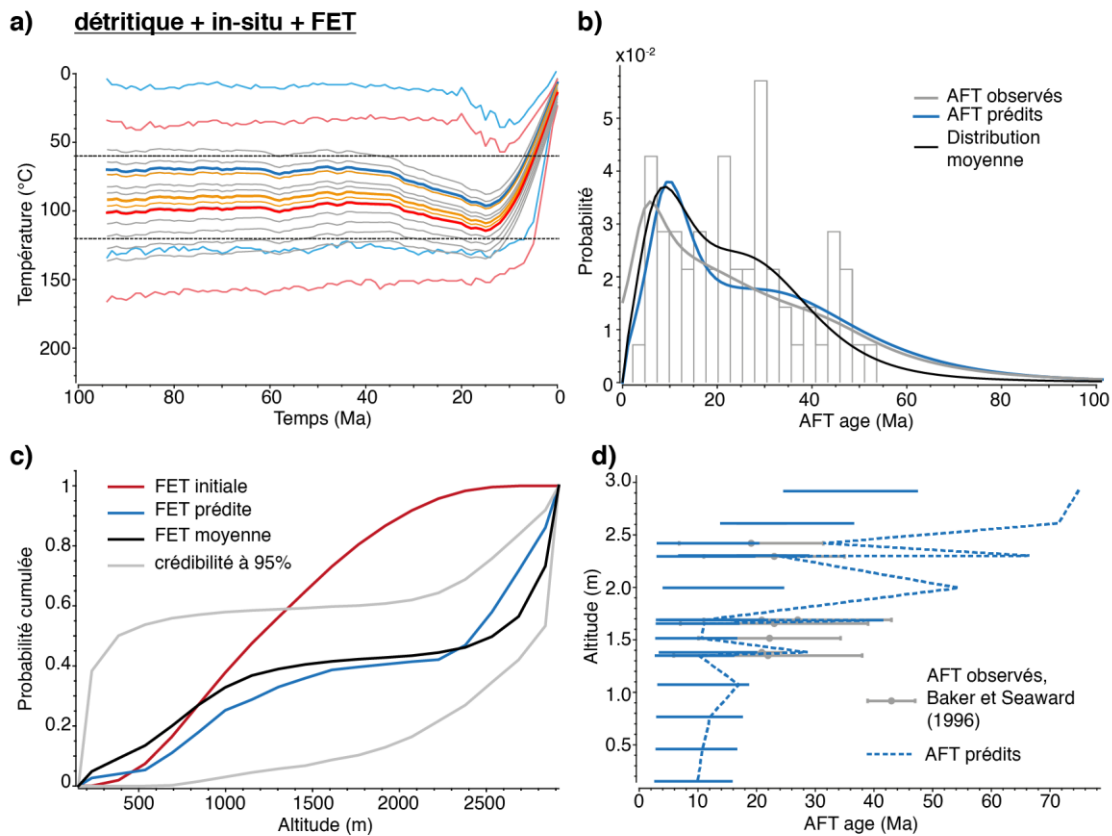 a) détritique + in-situ + FET
0
50
100
150
200
Température (°C)
100
80
60
40
20
0
Temps (Ma)
b)
x10-2
5
4
3
2
1
0
Probabilité
AFT observés
AFT prédits
Distribution
moyenne
0
20
40
60
80
100
AFT age (Ma)
c)
1
0.8
0.6
0.4
0.2
0
Probabilité cumulée
FET initiale
FET prédite
FET moyenne
crédibilité à 95%
500
1000
1500
2000
2500
Altitude (m)
d)
3.0
2.5
2.0
1.5
1.0
0.5
Altitude (m)
AFT observés,
Baker et Seaward
(1996)
AFT prédits
0
10
20
30
40
50
60
70
AFT age (Ma)